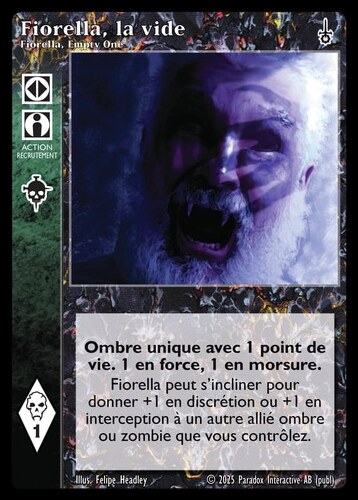 Fiorella, la vide
Fiorella, Empty One
ACTION
RECRUTEMENT
Ombre unique avec 1 point de
vie. 1 en force, 1 en morsure.
Fiorella peut s’incliner pour
donner +1 en discrétion ou +1 en
interception à un autre allié ombre
ou zombie que vous contrôlez.
1
Illus. Felipe Headley
© 2025 Paradox Interactive AB (publ)